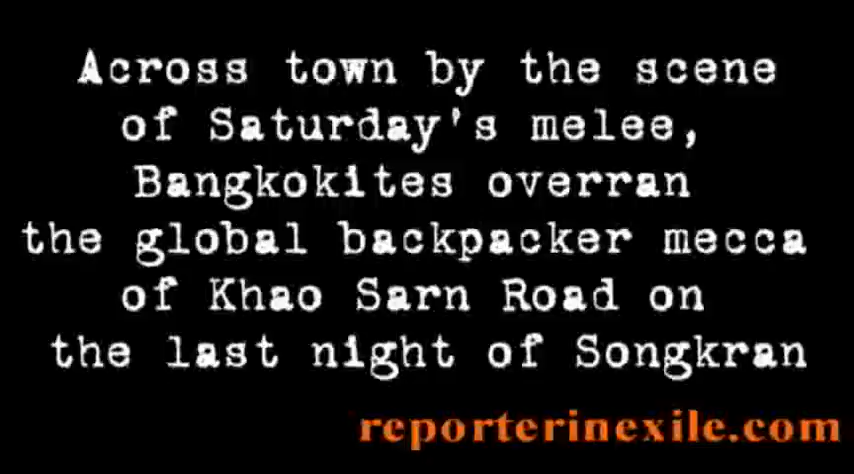 Across town by the scene
of Saturday's melee,
Bangkokites overran
the global backpacker mecca
of Khao Sarn Road on
the last night of Songkran
reporterinexile.com